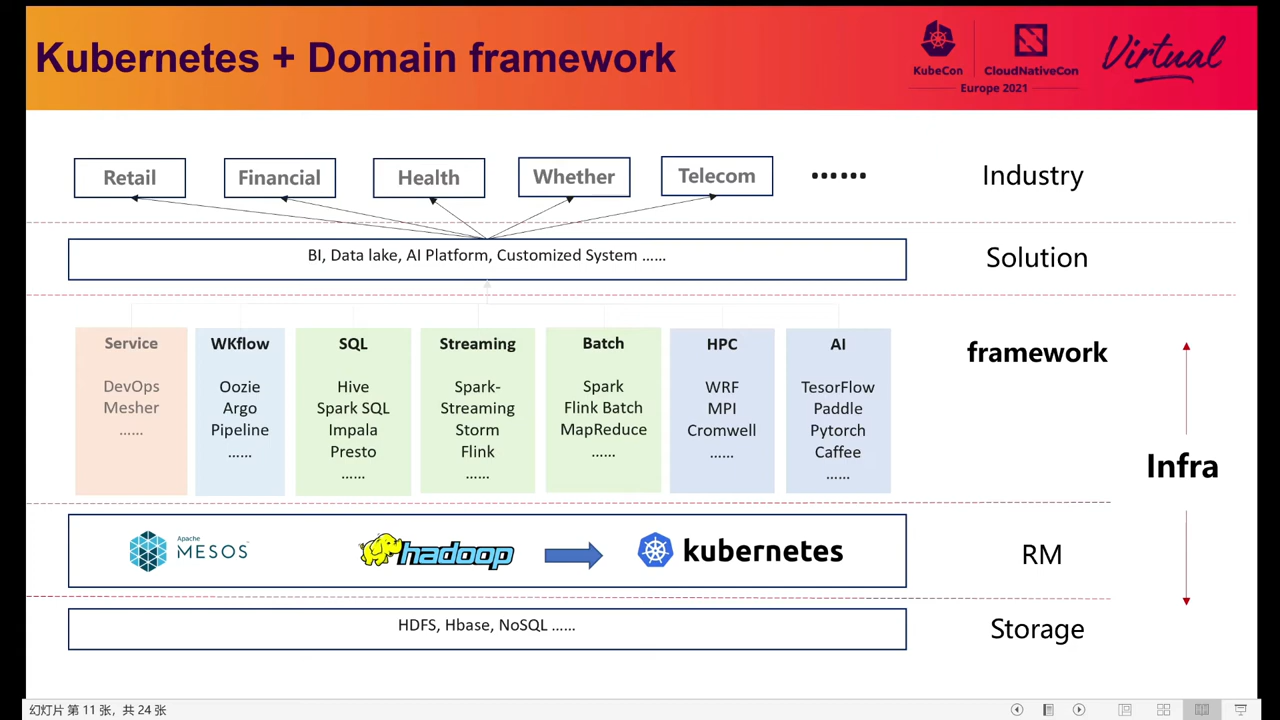 Kubernetes + Domain framework
KubeCon
CloudNativeCon
Europe 2021
Virtual
Retail
Financial
Health
Whether
Telecom
••••••
Industry
BI, Data lake, AI Platform, Customized System ......
Solution
Service
DevOps
Mesher
......
WKflow
Oozie
Argo
Pipeline
......
SQL
Hive
Spark SQL
Impala
Presto
......
Streaming
Spark-
Streaming
Storm
Flink
......
Batch
Spark
Flink Batch
MapReduce
......
HPC
WRF
MPI
Cromwell
......
AI
TesorFlow
Paddle
Pytorch
Caffee
......
framework
Infra
Apache
MESOS
hadoop
kubernetes
RM
HDFS, Hbase, NoSQL ......
Storage
幻灯片 第 11 张，共 24 张